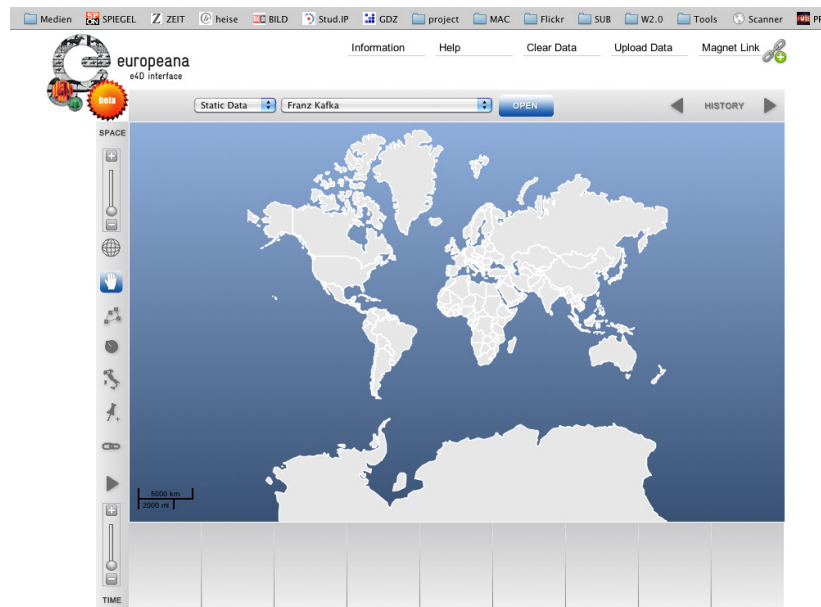 Medien SPIEGEL Z ZEIT heise BILD Stud.IP GDZ project MAC Flickr SUB W2.0 Tools Scanner
europeana
e4D interface
beta
Information Help Clear Data Upload Data Magnet Link
Static Data Franz Kafka OPEN HISTORY
SPACE
5000 km
2000 mi
TIME